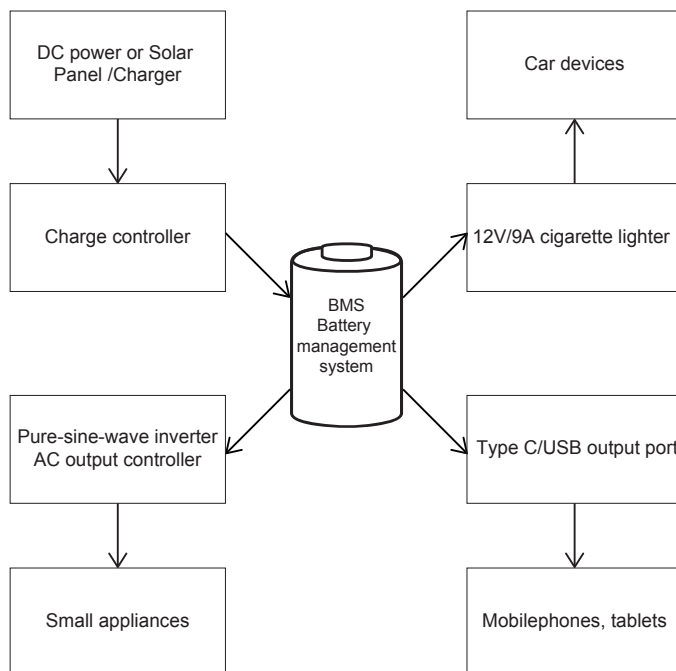 DC power or Solar
Panel /Charger
Car devices
Charge controller
12V/9A cigarette lighter
BMS
Battery
management
system
Pure-sine-wave inverter
AC output controller
Type C/USB output port
Small appliances
Mobilephones, tablets